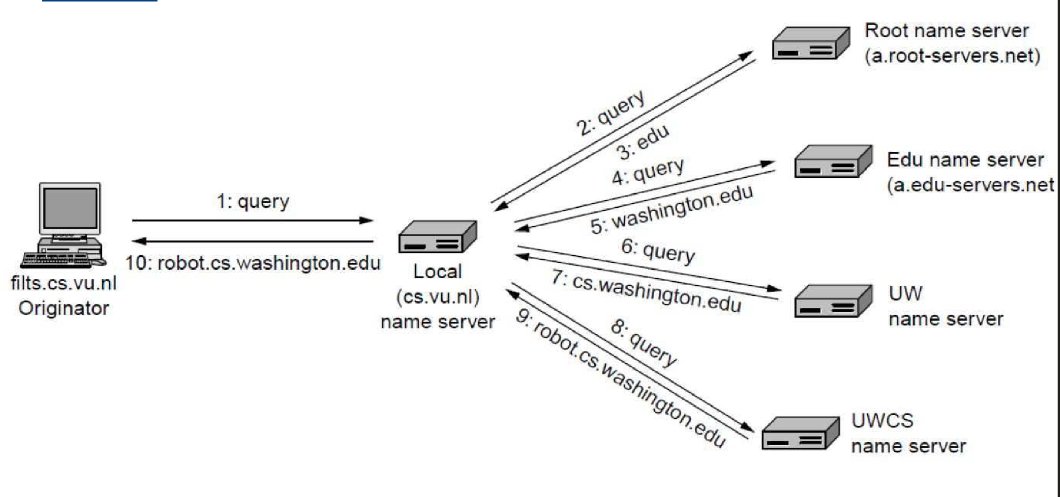 Root name server
(a.root-servers.net)
2: query
3: edu
4: query
Edu name server
(a.edu-servers.net
1: query
5: washington.edu
6: query
10: robot.cs.washington.edu
Local
(cs.vu.nl)
name server
7: cs.washington.edu
filts.cs.vu.nl
Originator
UW
name server
8: query
9: robot.cs.washington.edu
UWCS
name server